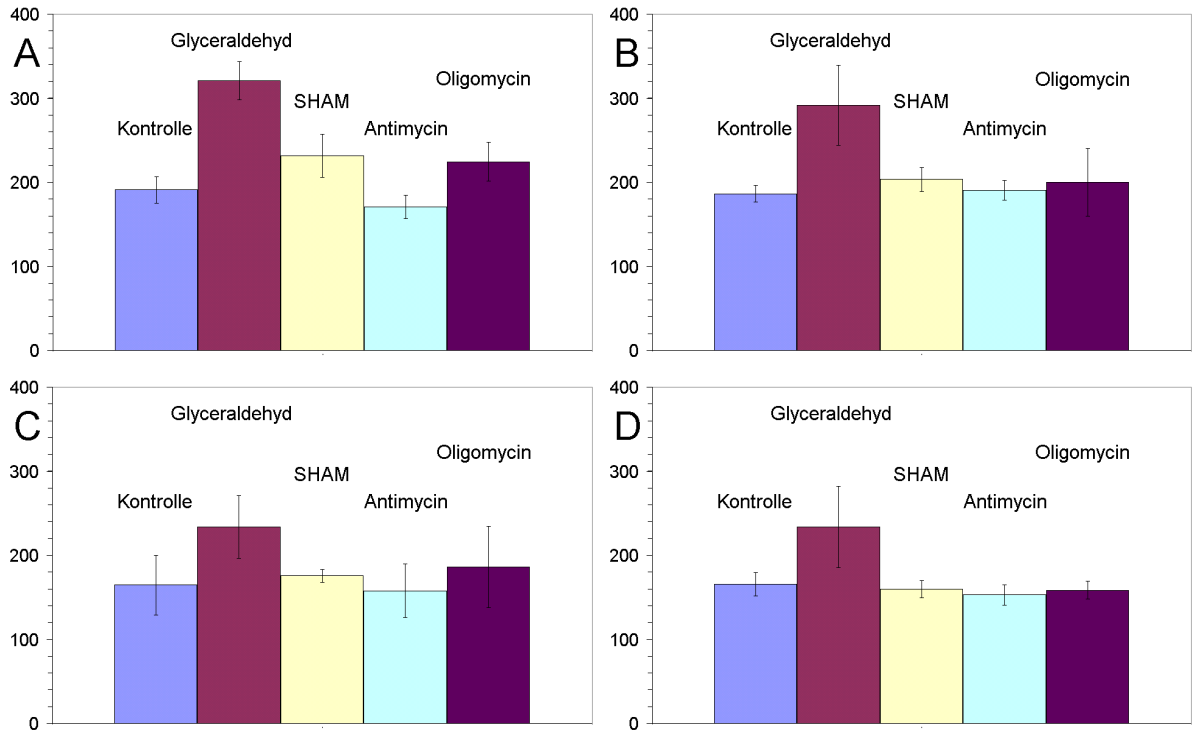 400
300
200
100
0
A
Glyceraldehyd
Oligomycin
SHAM
Kontrolle
Antimycin
400
300
200
100
0
B
Glyceraldehyd
Oligomycin
SHAM
Kontrolle
Antimycin
400
300
200
100
0
C
Glyceraldehyd
Oligomycin
SHAM
Kontrolle
Antimycin
400
300
200
100
0
D
Glyceraldehyd
Oligomycin
SHAM
Kontrolle
Antimycin